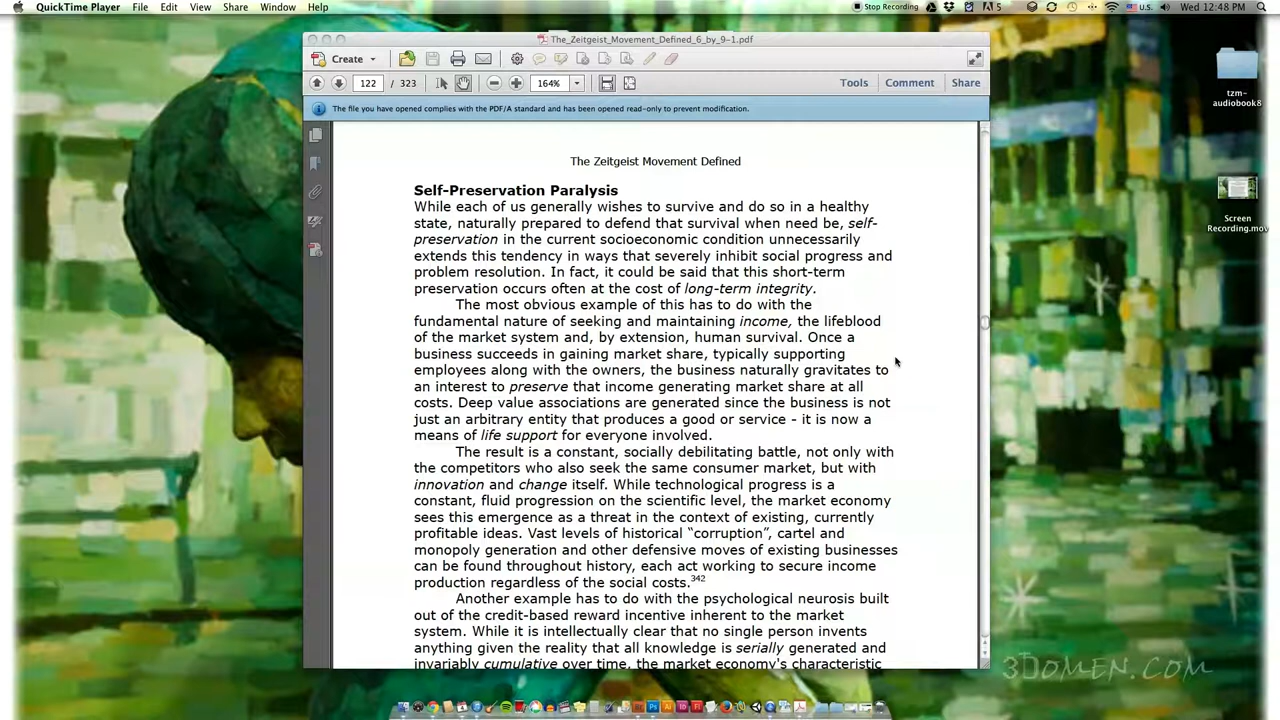 QuickTime Player File Edit View Share Window Help Stop Recording 5 U.S. Wed 12:48 PM
The_Zeitgeist_Movement_Defined_6_by_9-1.pdf
Create
122 / 323 164% Tools Comment Share
The file you have opened complies with the PDF/A standard and has been opened read-only to prevent modification.
tzm-
audiobook8
Screen
Recording.mov
The Zeitgeist Movement Defined
Self-Preservation Paralysis
While each of us generally wishes to survive and do so in a healthy
state, naturally prepared to defend that survival when need be, self-
preservation in the current socioeconomic condition unnecessarily
extends this tendency in ways that severely inhibit social progress and
problem resolution. In fact, it could be said that this short-term
preservation occurs often at the cost of long-term integrity.
The most obvious example of this has to do with the
fundamental nature of seeking and maintaining income, the lifeblood
of the market system and, by extension, human survival. Once a
business succeeds in gaining market share, typically supporting
employees along with the owners, the business naturally gravitates to
an interest to preserve that income generating market share at all
costs. Deep value associations are generated since the business is not
just an arbitrary entity that produces a good or service - it is now a
means of life support for everyone involved.
The result is a constant, socially debilitating battle, not only with
the competitors who also seek the same consumer market, but with
innovation and change itself. While technological progress is a
constant, fluid progression on the scientific level, the market economy
sees this emergence as a threat in the context of existing, currently
profitable ideas. Vast levels of historical “corruption”, cartel and
monopoly generation and other defensive moves of existing businesses
can be found throughout history, each act working to secure income
production regardless of the social costs.342
Another example has to do with the psychological neurosis built
out of the credit-based reward incentive inherent to the market
system. While it is intellectually clear that no single person invents
anything given the reality that all knowledge is serially generated and
invariably cumulative over time, the market economy's characteristic
3DOMEN.COM